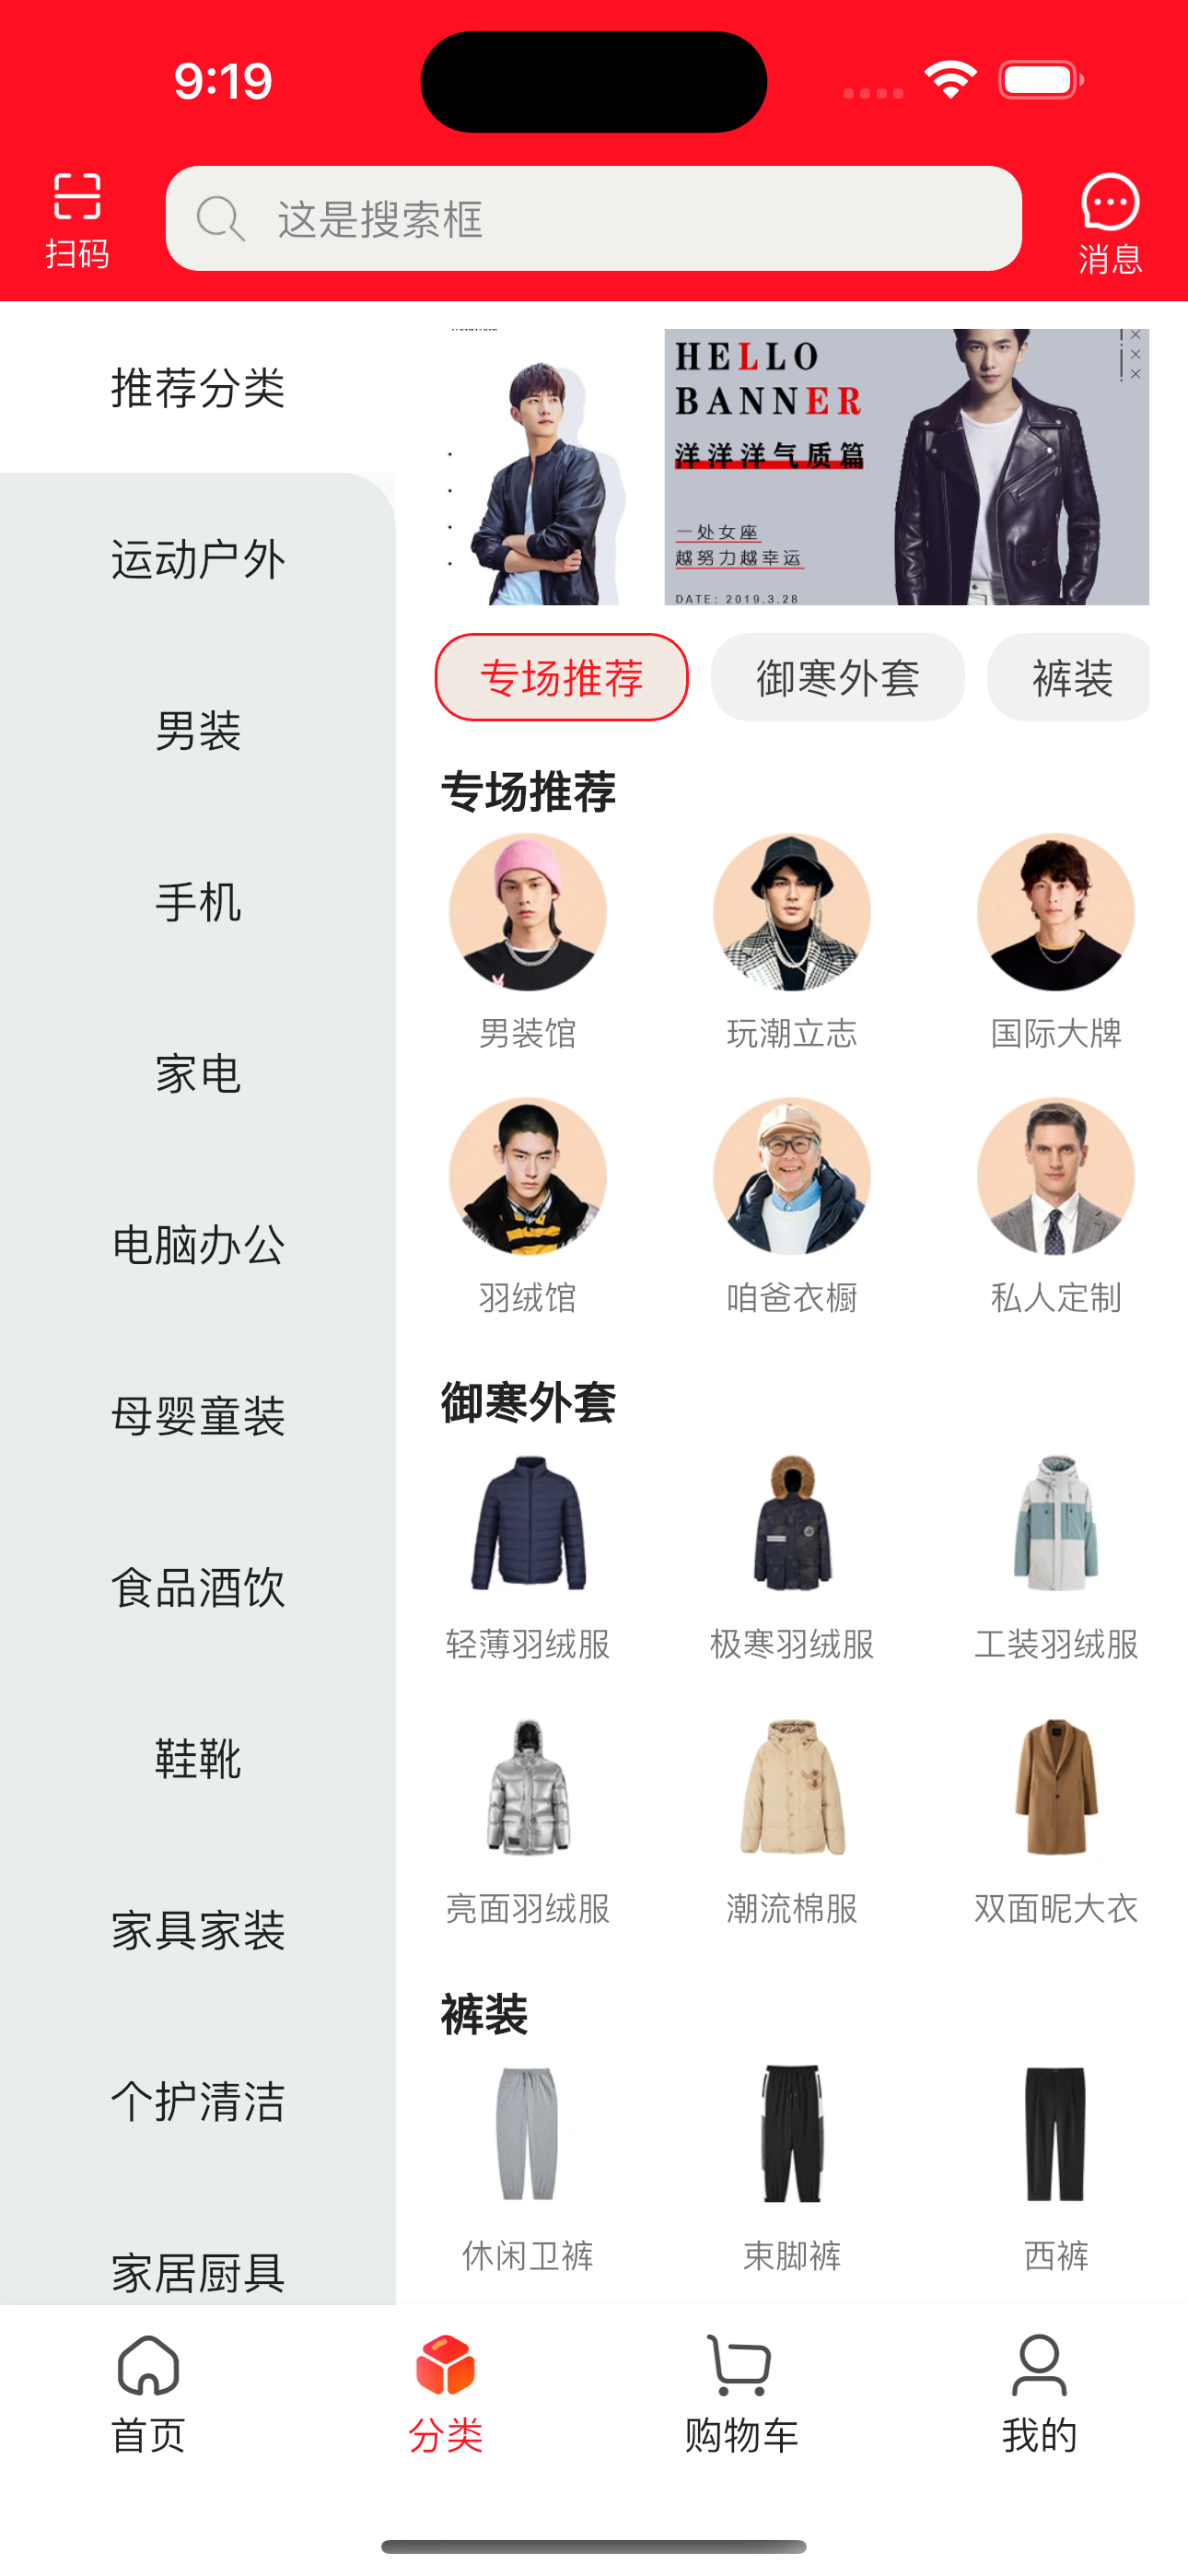 9:19
扫码
这是搜索框
消息
推荐分类
运动户外
男装
手机
家电
电脑办公
母婴童装
食品酒饮
鞋靴
家具家装
个护清洁
家居厨具
HELLO
BANNER
洋洋洋气质篇
一处女座
越努力越幸运
DATE: 2019.3.28
专场推荐
御寒外套
裤装
专场推荐
男装馆
玩潮立志
国际大牌
羽绒馆
咱爸衣橱
私人定制
御寒外套
轻薄羽绒服
极寒羽绒服
工装羽绒服
亮面羽绒服
潮流棉服
双面昵大衣
裤装
休闲卫裤
束脚裤
西裤
首页
分类
购物车
我的